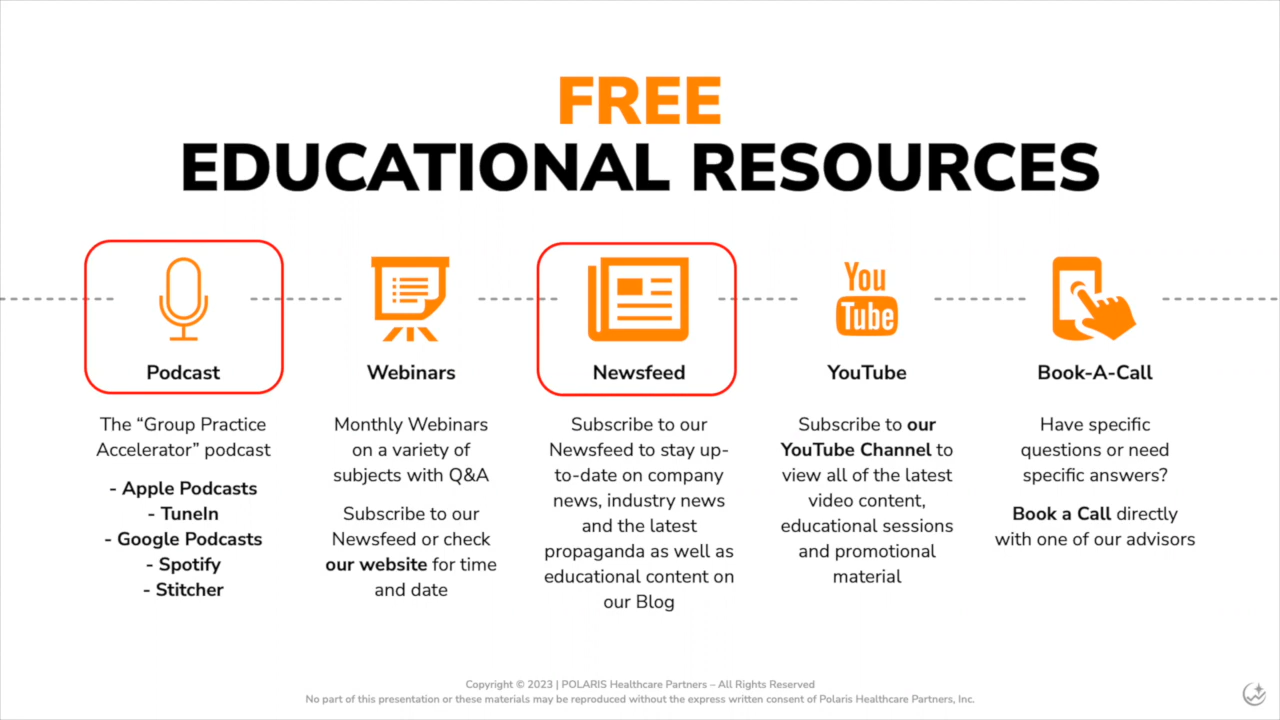 FREE
EDUCATIONAL RESOURCES
Podcast
The “Group Practice
Accelerator” podcast
- Apple Podcasts
- TuneIn
- Google Podcasts
- Spotify
- Stitcher
Webinars
Monthly Webinars
on a variety of
subjects with Q&A
Subscribe to our
Newsfeed or check
our website for time
and date
Newsfeed
Subscribe to our
Newsfeed to stay up-
to-date on company
news, industry news
and the latest
propaganda as well as
educational content on
our Blog
You
Tube
YouTube
Subscribe to our
YouTube Channel to
view all of the latest
video content,
educational sessions
and promotional
material
Book-A-Call
Have specific
questions or need
specific answers?
Book a Call directly
with one of our advisors
Copyright © 2023 | POLARIS Healthcare Partners – All Rights Reserved
No part of this presentation or these materials may be reproduced without the express written consent of Polaris Healthcare Partners, Inc.